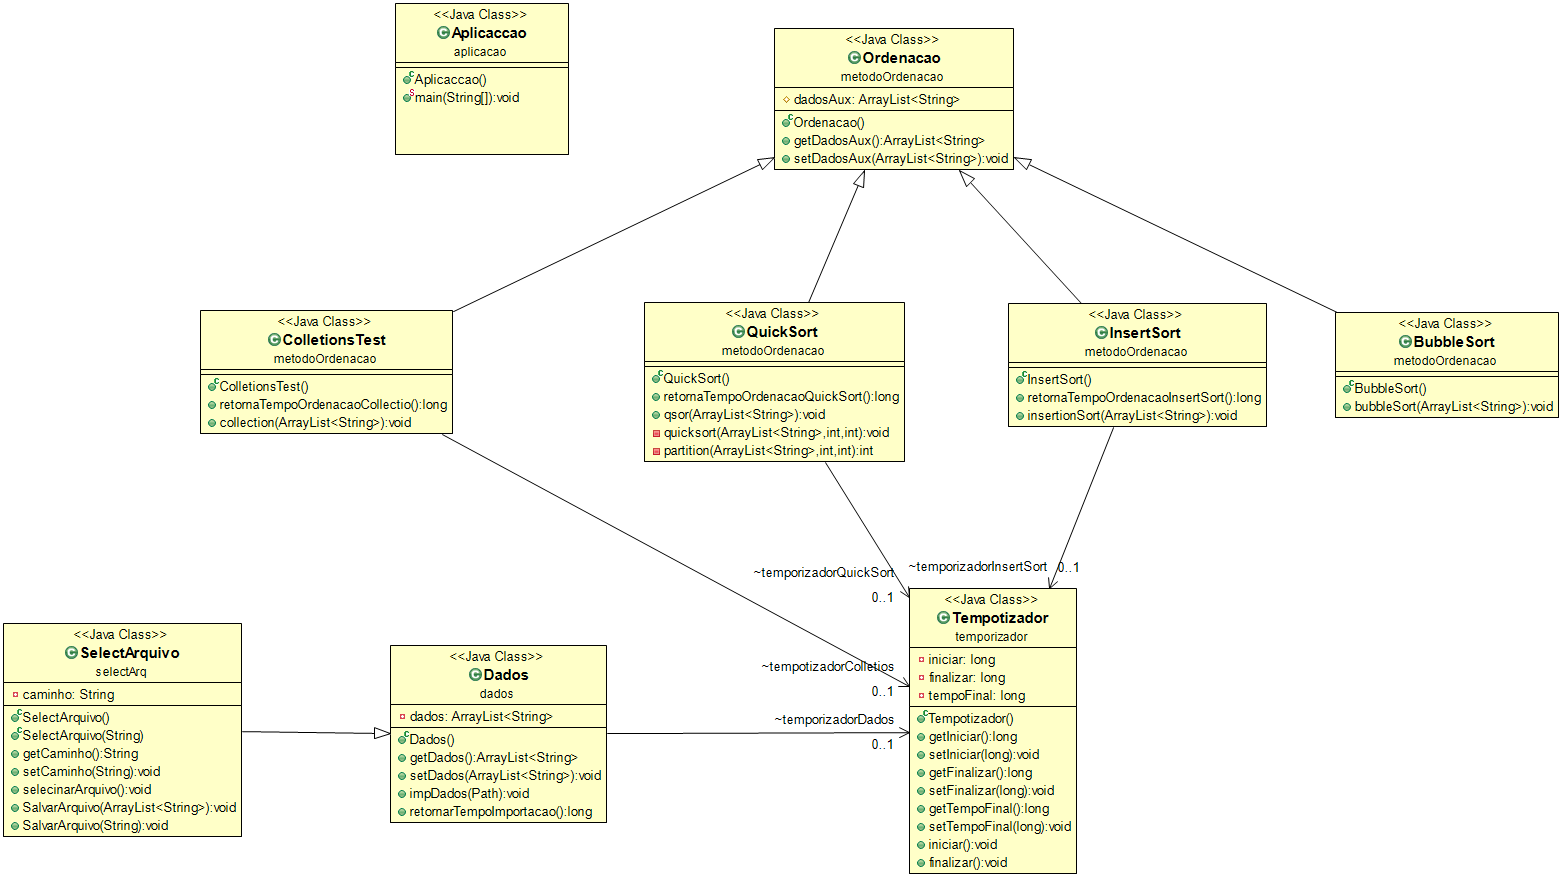 <<Java Class>>
Aplicaccao
aplicacao
Aplicaccao()
main(String[]):void
<<Java Class>>
Ordenacao
metodoOrdenacao
dadosAux: ArrayList<String>
Ordenacao()
getDadosAux():ArrayList<String>
setDadosAux(ArrayList<String>):void
<<Java Class>>
ColletionsTest
metodoOrdenacao
ColletionsTest()
retornaTempoOrdenacaoCollectio():long
collection(ArrayList<String>):void
<<Java Class>>
QuickSort
metodoOrdenacao
QuickSort()
retornaTempoOrdenacaoQuickSort():long
qsor(ArrayList<String>):void
quicksort(ArrayList<String>,int,int):void
partition(ArrayList<String>,int,int):int
<<Java Class>>
InsertSort
metodoOrdenacao
InsertSort()
retornaTempoOrdenacaoInsertSort():long
insertionSort(ArrayList<String>):void
<<Java Class>>
BubbleSort
metodoOrdenacao
BubbleSort()
bubbleSort(ArrayList<String>):void
~temporizadorQuickSort
0..1
~temporizadorInsertSort
0..1
~tempotizadorColletios
0..1
~temporizadorDados
0..1
<<Java Class>>
SelectArquivo
selectArq
caminho: String
SelectArquivo()
SelectArquivo(String)
getCaminho():String
setCaminho(String):void
selecinarArquivo():void
SalvarArquivo(ArrayList<String>):void
SalvarArquivo(String):void
<<Java Class>>
Dados
dados
dados: ArrayList<String>
Dados()
getDados():ArrayList<String>
setDados(ArrayList<String>):void
impDados(Path):void
retornarTempoImportacao():long
<<Java Class>>
Tempotizador
temporizador
iniciar: long
finalizar: long
tempoFinal: long
Tempotizador()
getIniciar():long
setIniciar(long):void
getFinalizar():long
setFinalizar(long):void
getTempoFinal():long
setTempoFinal(long):void
iniciar():void
finalizar():void